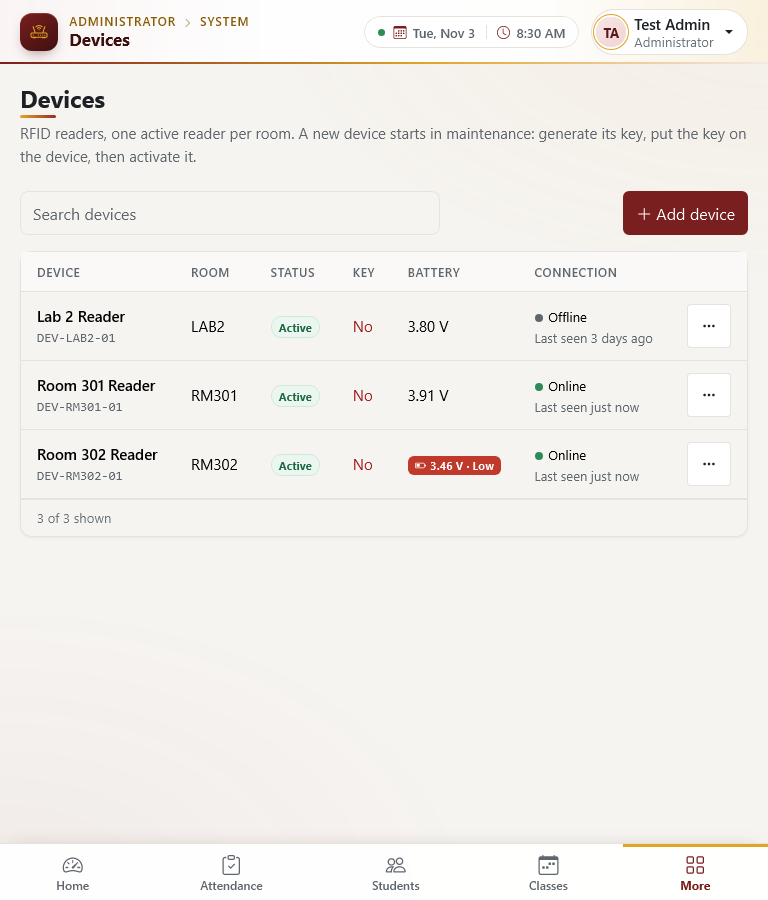 ADMINISTRATOR > SYSTEM
Devices
Tue, Nov 3
8:30 AM
TA
Test Admin
Administrator
Devices
RFID readers, one active reader per room. A new device starts in maintenance: generate its key, put the key on
the device, then activate it.
Search devices
+ Add device
DEVICE ROOM STATUS KEY BATTERY CONNECTION
Lab 2 Reader
DEV-LAB2-01
LAB2
Active
No
3.80 V
Offline
Last seen 3 days ago
...
Room 301 Reader
DEV-RM301-01
RM301
Active
No
3.91 V
Online
Last seen just now
...
Room 302 Reader
DEV-RM302-01
RM302
Active
No
3.46 V · Low
Online
Last seen just now
...
3 of 3 shown
Home
Attendance
Students
Classes
More